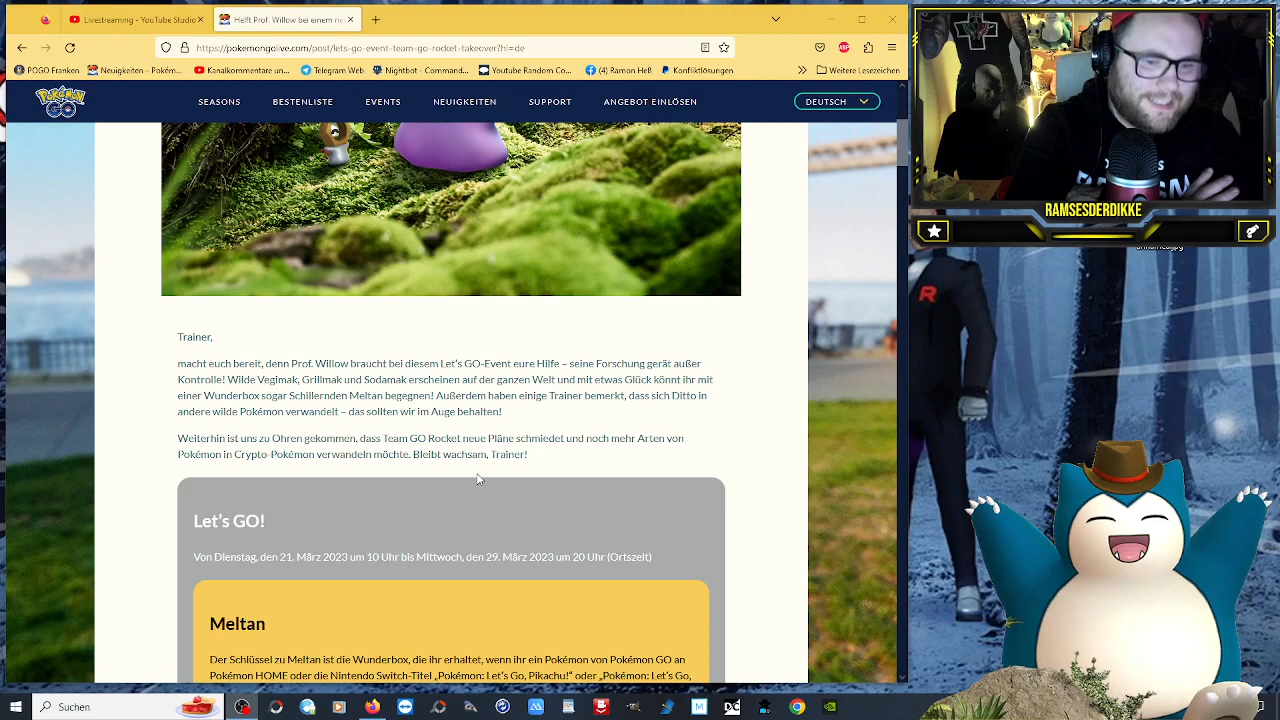 Livestreaming - YouTube Studio
Helft Prof. Willow bei einem ne
https://pokemongolive.com/post/lets-go-event-team-go-rocket-takeover?hl=de
POGO Franken
Neuigkeiten – Pokém...
Kanalkommentare un...
Telegram Web
Nightbot - Command...
Youtube Random Co...
(4) Ramon Heß
Konfliktlösungen
Weitere Lesezeichen
POKÉMON GO
SEASONS
BESTENLISTE
EVENTS
NEUIGKEITEN
SUPPORT
ANGEBOT EINLÖSEN
DEUTSCH
RAMSESDERDIKKE
Trainer,
macht euch bereit, denn Prof. Willow braucht bei diesem Let's GO-Event eure Hilfe – seine Forschung gerät außer
Kontrolle! Wilde Vegimak, Grillmak und Sodamak erscheinen auf der ganzen Welt und mit etwas Glück könnt ihr mit
einer Wunderbox sogar Schillernden Meltan begegnen! Außerdem haben einige Trainer bemerkt, dass sich Ditto in
andere wilde Pokémon verwandelt – das sollten wir im Auge behalten!
Weiterhin ist uns zu Ohren gekommen, dass Team GO Rocket neue Pläne schmiedet und noch mehr Arten von
Pokémon in Crypto-Pokémon verwandeln möchte. Bleibt wachsam, Trainer!
Let's GO!
Von Dienstag, den 21. März 2023 um 10 Uhr bis Mittwoch, den 29. März 2023 um 20 Uhr (Ortszeit)
Meltan
Der Schlüssel zu Meltan ist die Wunderbox, die ihr erhaltet, wenn ihr ein Pokémon von Pokémon GO an
Pokémon HOME oder die Nintendo Switch-Titel „Pokémon: Let's Go, Pikachu!" oder „Pokémon: Let's Go,
R
Suchen